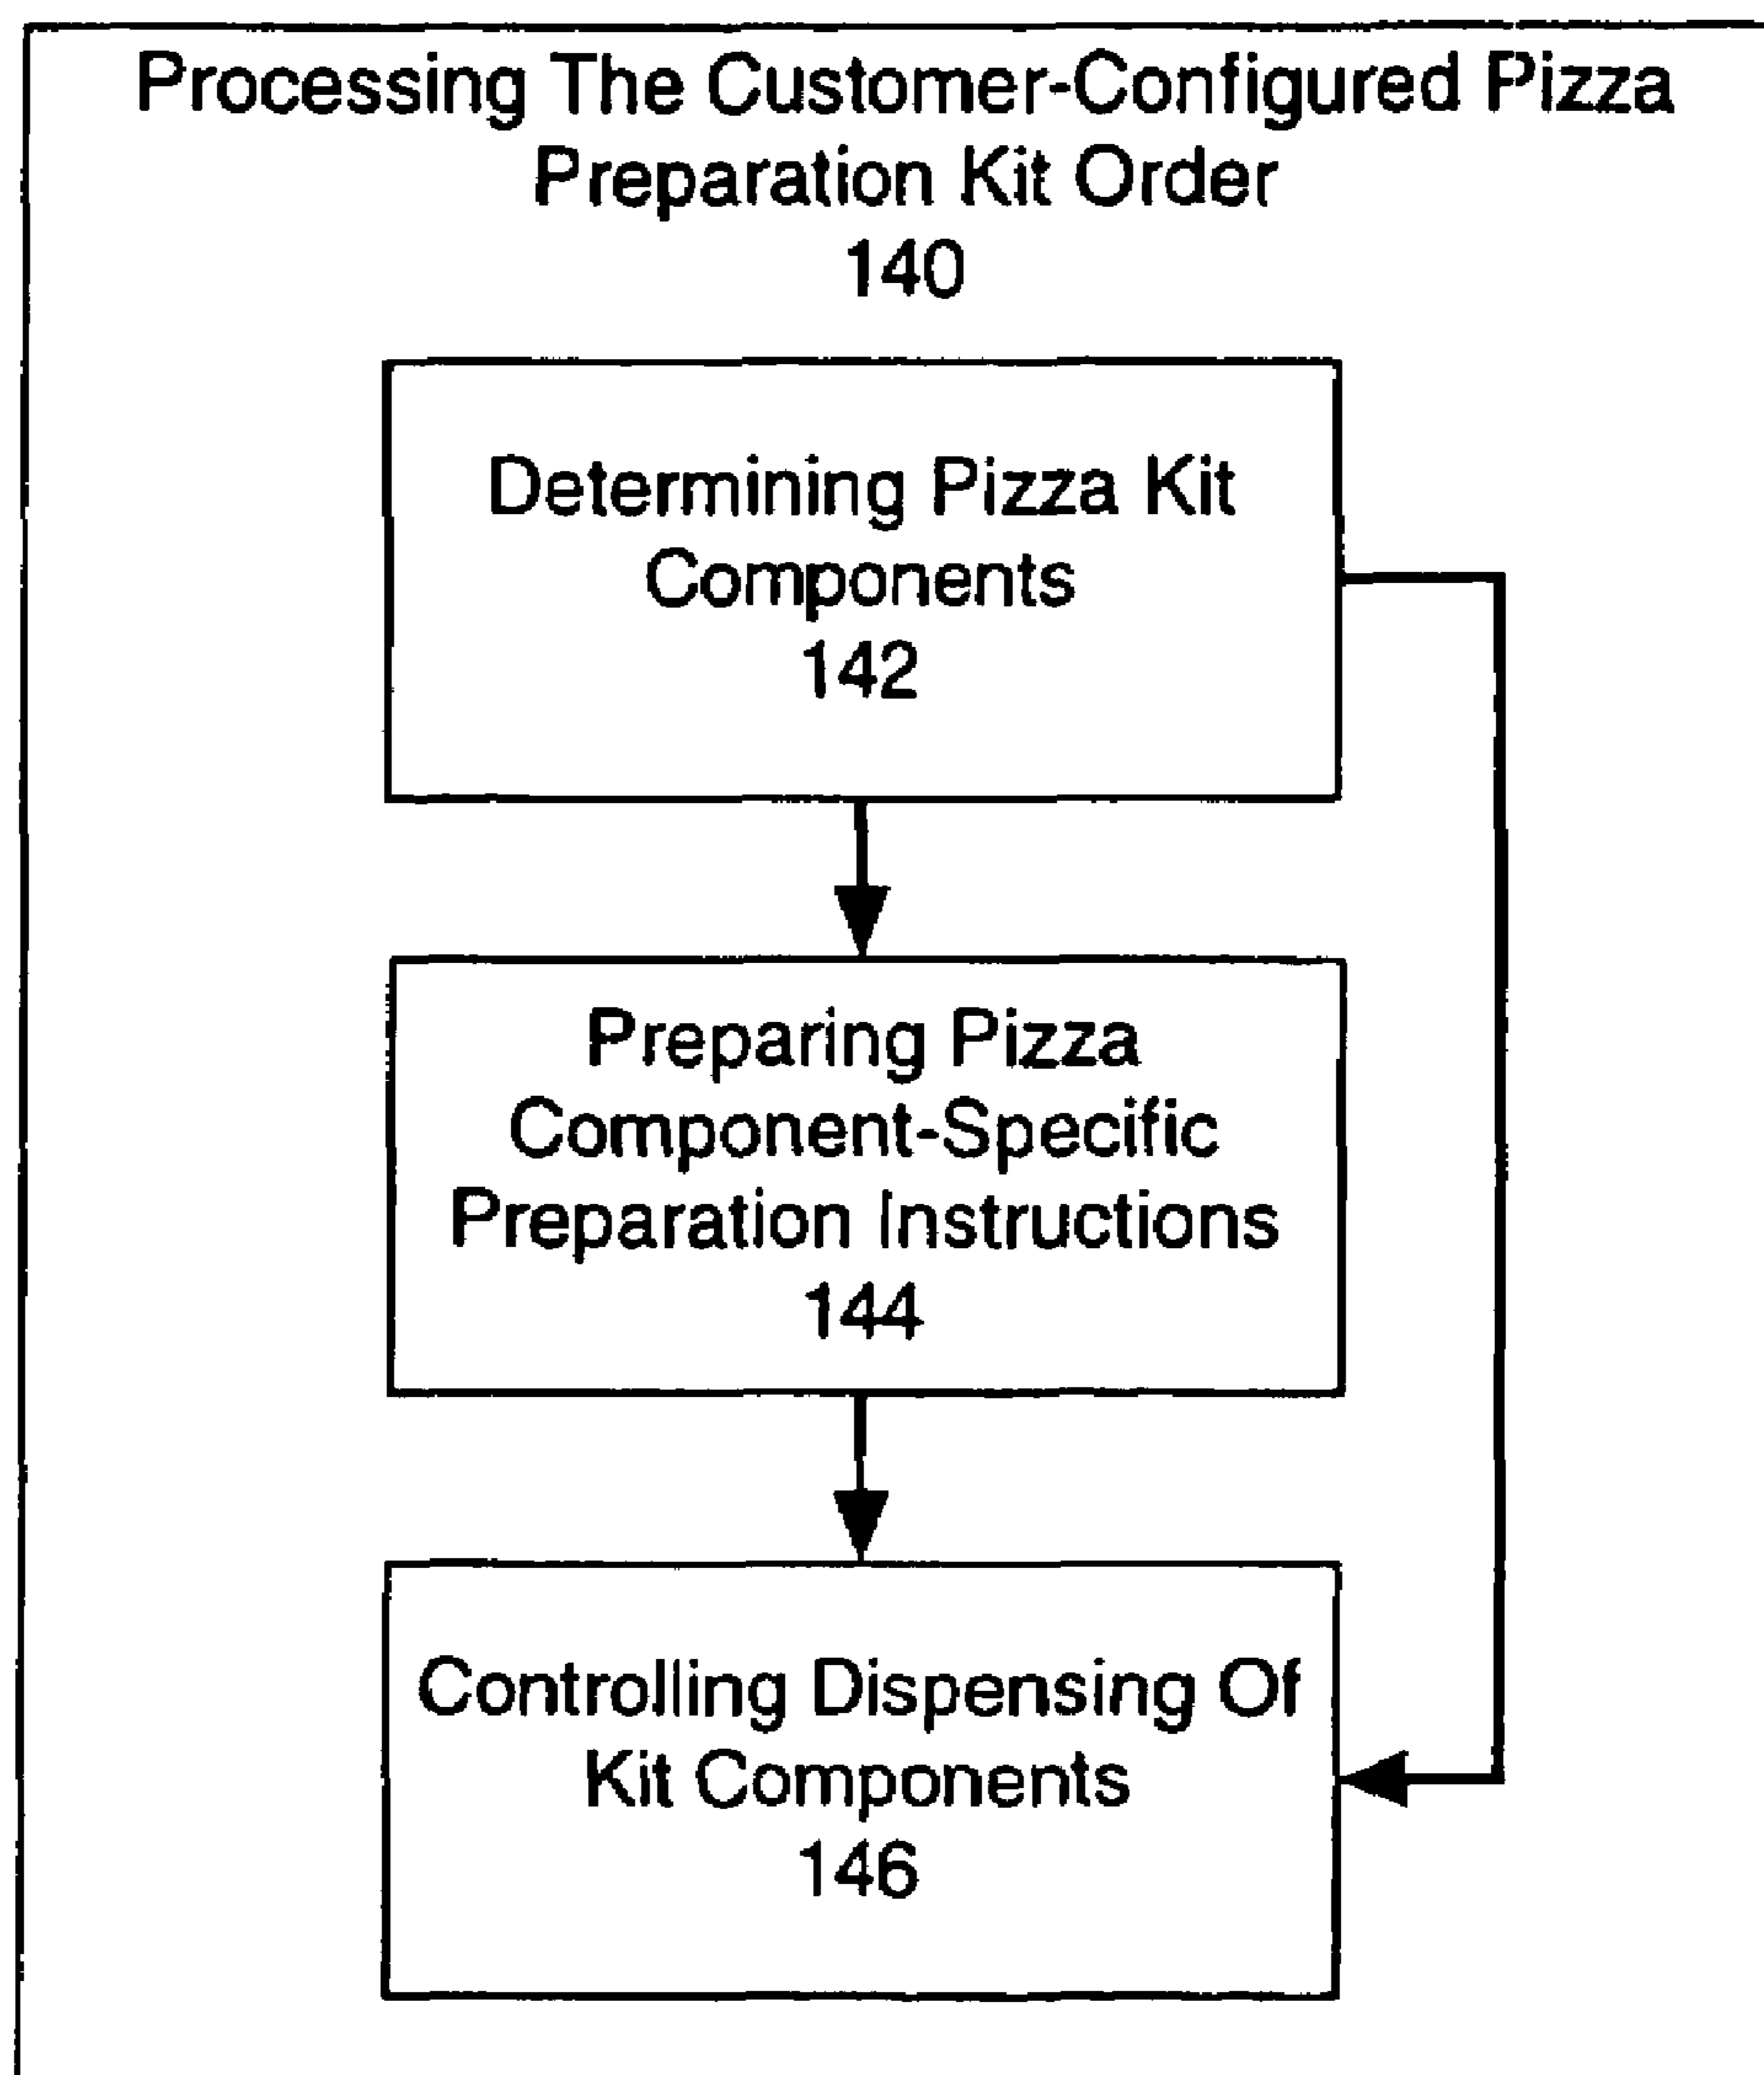 Processing The Customer-Configured Pizza
Preparation Kit Order
140
Determining Pizza Kit
Components
142
Preparing Pizza
Component-Specific
Preparation Instructions
144
Controlling Dispensing Of
Kit Components
146